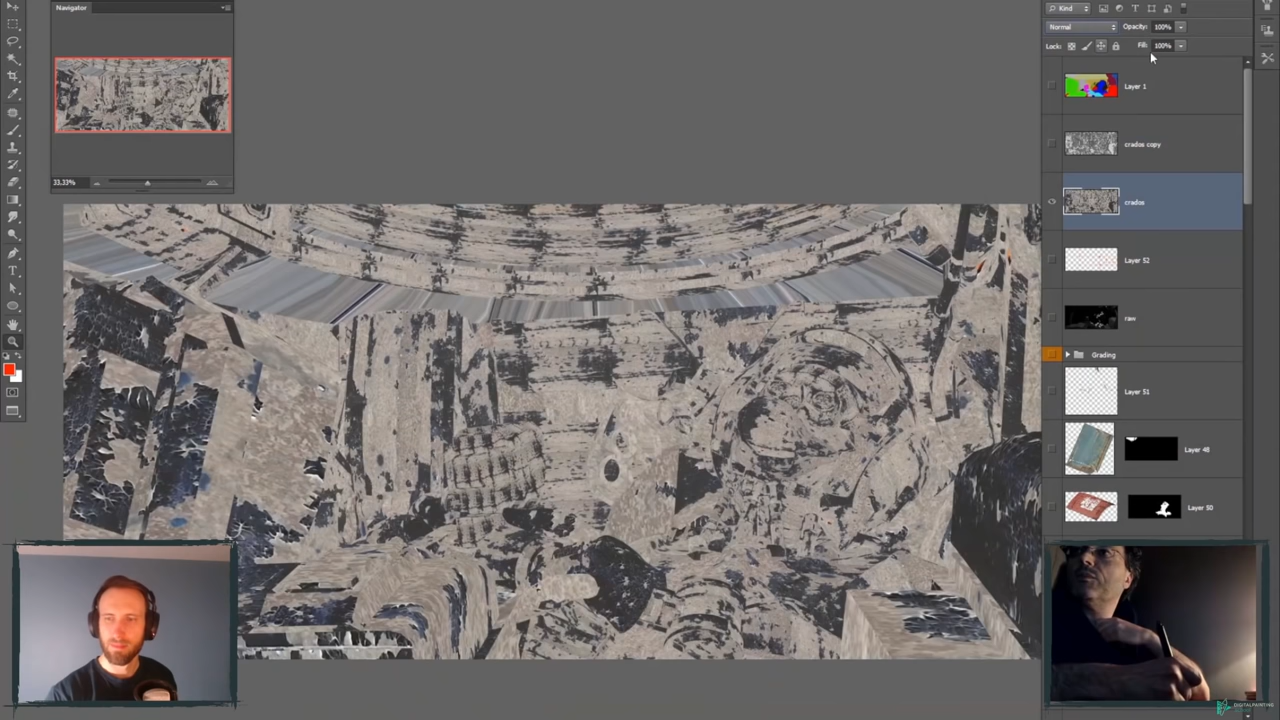 Navigator
33.33%
Kind
Normal
Opacity: 100%
Lock:
Fill: 100%
Layer 1
crados copy
crados
Layer 52
raw
Grading
Layer 51
Layer 48
Layer 50
DIGITALPAINTING